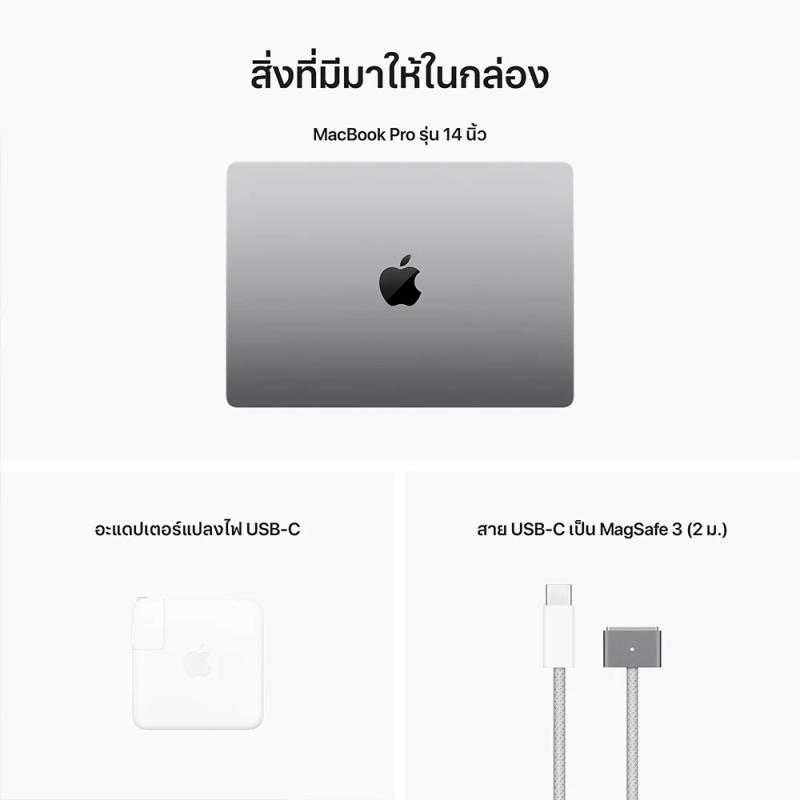 สิ่งที่มีมาให้ในกล่อง
MacBook Pro รุ่น 14 นิ้ว
อะแดปเตอร์แปลงไฟ USB-C
สาย USB-C เป็น MagSafe 3 (2 ม.)